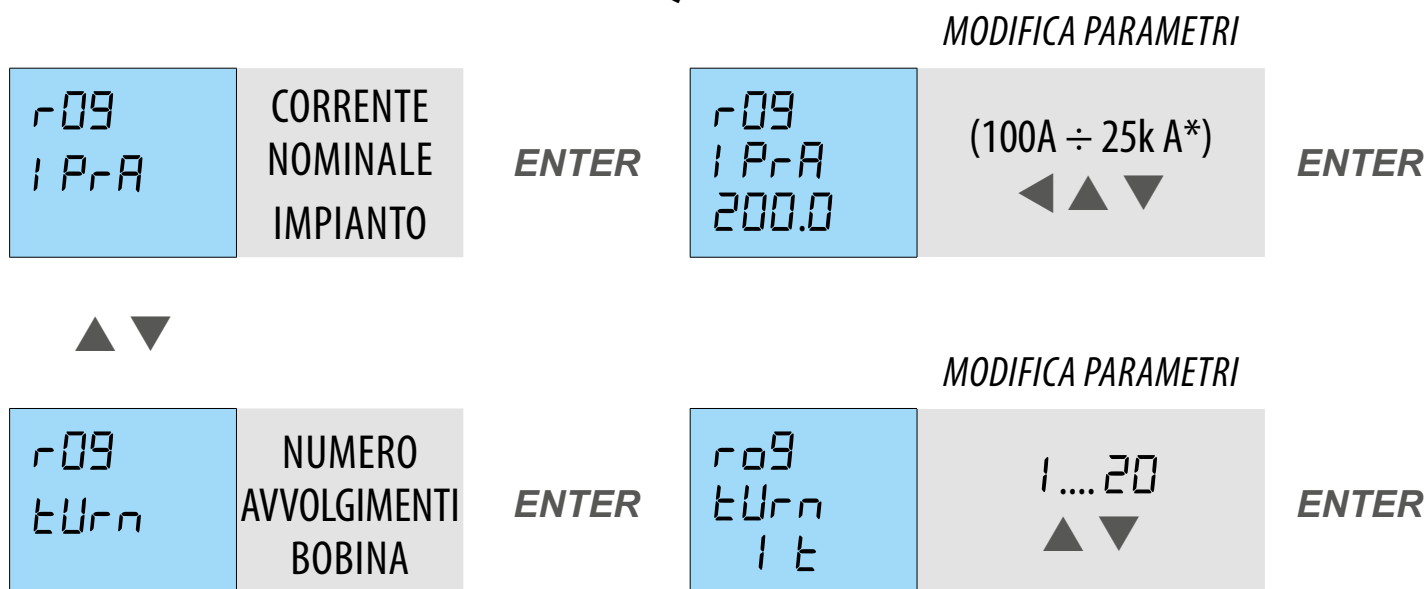 MODIFICA PARAMETRI
r09
IPrA
CORRENTE
NOMINALE
IMPIANTO
ENTER
r09
IPrA
200.0
(100A ÷ 25k A*)
◀ ▲ ▼
ENTER
▲ ▼
MODIFICA PARAMETRI
r09
tUrn
NUMERO
AVVOLGIMENTI
BOBINA
ENTER
ro9
tUrn
1 t
1 .... 20
▲ ▼
ENTER